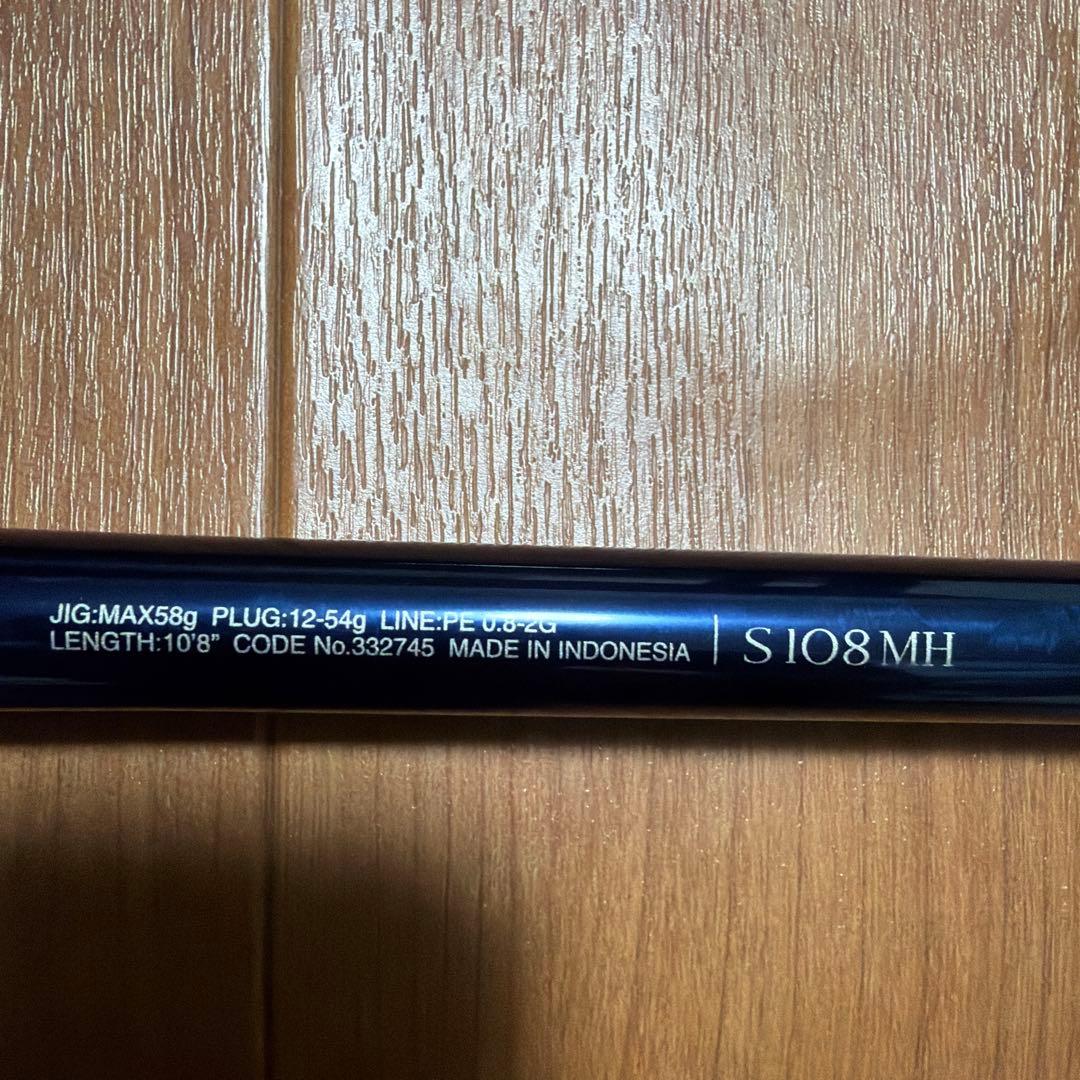 JIG:MAX58g PLUG:12-54g LINE:PE 0.8-2G
LENGTH:10'8" CODE No.332745 MADE IN INDONESIA
S108MH